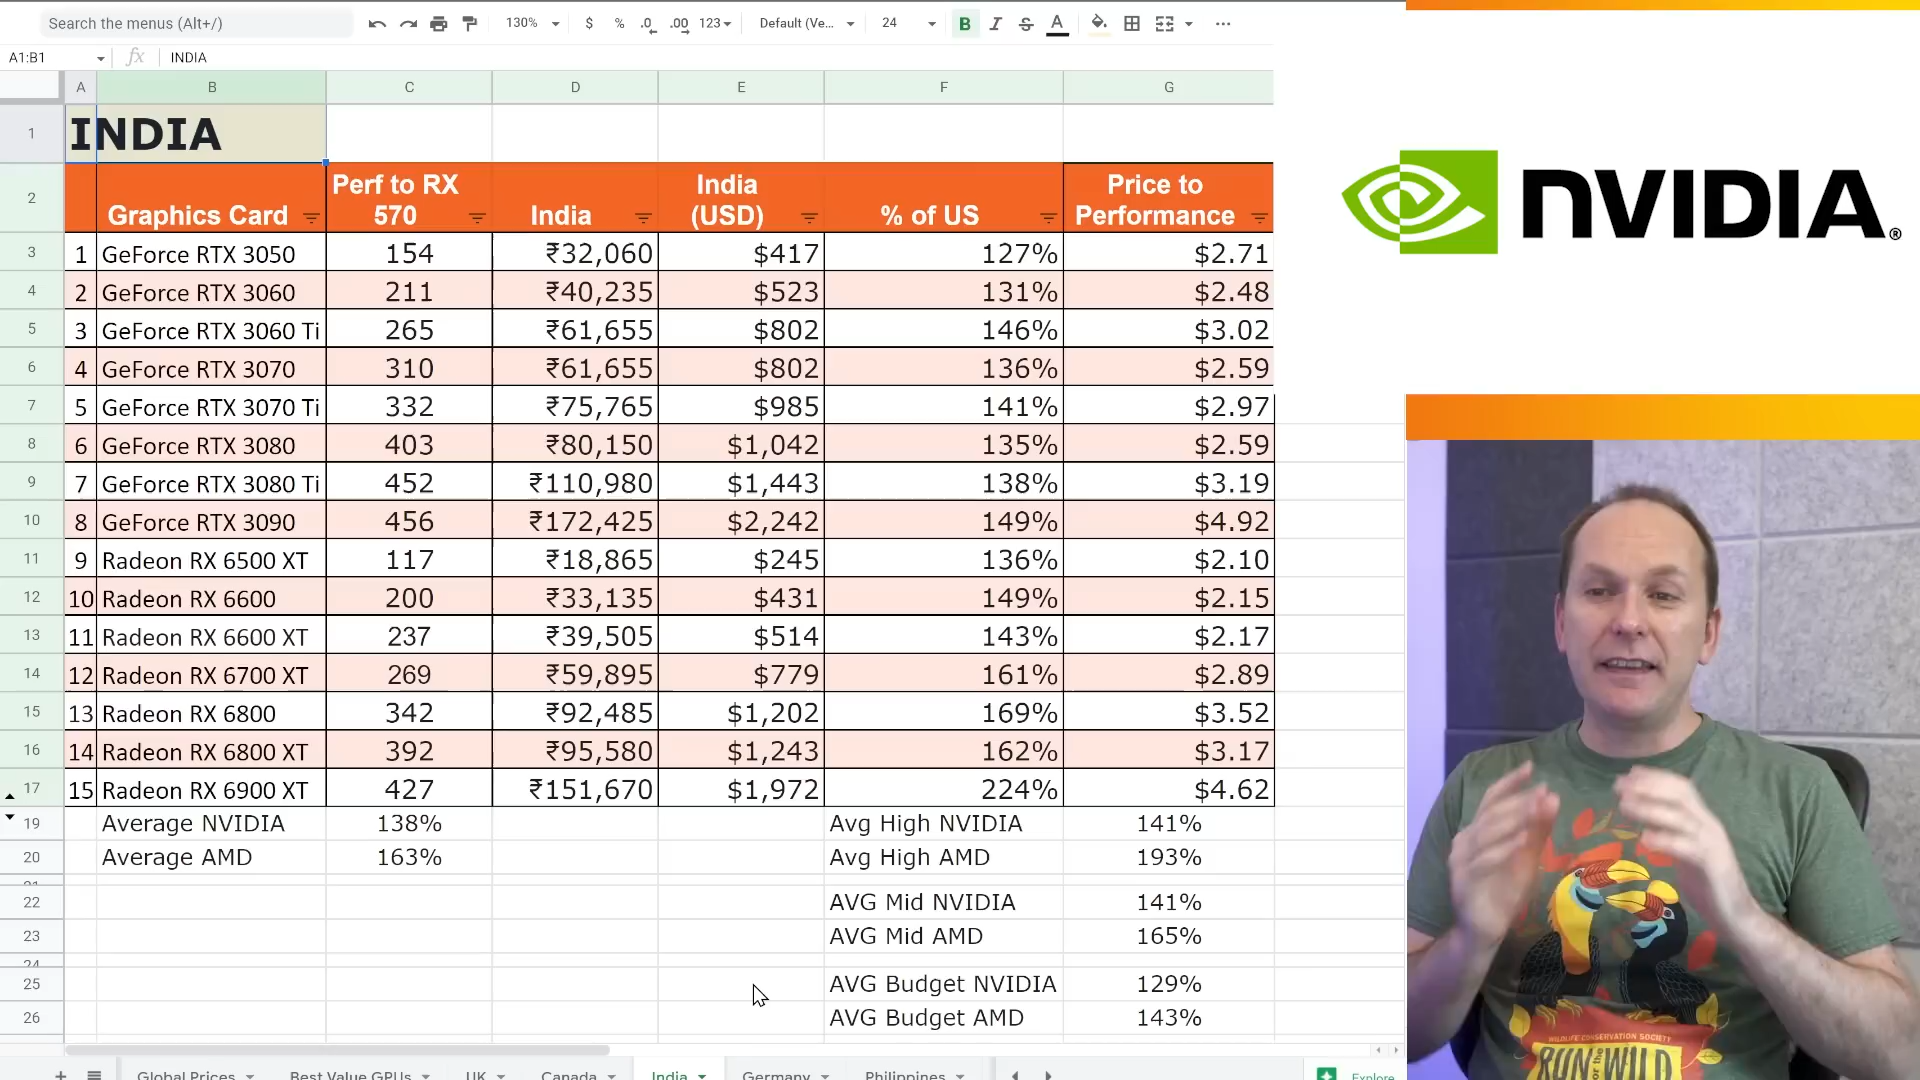 Search the menus (Alt+/) 130% $ % .0 .00 123 Default (Ve... 24 B I S A
A1:B1 fx INDIA
A B C D E F G
1 INDIA
2 Graphics Card Perf to RX 570 India India (USD) % of US Price to Performance
3 1 GeForce RTX 3050 154 ₹32,060 $417 127% $2.71
4 2 GeForce RTX 3060 211 ₹40,235 $523 131% $2.48
5 3 GeForce RTX 3060 Ti 265 ₹61,655 $802 146% $3.02
6 4 GeForce RTX 3070 310 ₹61,655 $802 136% $2.59
7 5 GeForce RTX 3070 Ti 332 ₹75,765 $985 141% $2.97
8 6 GeForce RTX 3080 403 ₹80,150 $1,042 135% $2.59
9 7 GeForce RTX 3080 Ti 452 ₹110,980 $1,443 138% $3.19
10 8 GeForce RTX 3090 456 ₹172,425 $2,242 149% $4.92
11 9 Radeon RX 6500 XT 117 ₹18,865 $245 136% $2.10
12 10 Radeon RX 6600 200 ₹33,135 $431 149% $2.15
13 11 Radeon RX 6600 XT 237 ₹39,505 $514 143% $2.17
14 12 Radeon RX 6700 XT 269 ₹59,895 $779 161% $2.89
15 13 Radeon RX 6800 342 ₹92,485 $1,202 169% $3.52
16 14 Radeon RX 6800 XT 392 ₹95,580 $1,243 162% $3.17
17 15 Radeon RX 6900 XT 427 ₹151,670 $1,972 224% $4.62
19 Average NVIDIA 138% Avg High NVIDIA 141%
20 Average AMD 163% Avg High AMD 193%
21
22 AVG Mid NVIDIA 141%
23 AVG Mid AMD 165%
24
25 AVG Budget NVIDIA 129%
26 AVG Budget AMD 143%
Global Prices Best Value GPUs UK Canada India Germany Philippines Explore
NVIDIA®
WILDLIFE CONSERVATION SOCIETY
RUN for the WILD